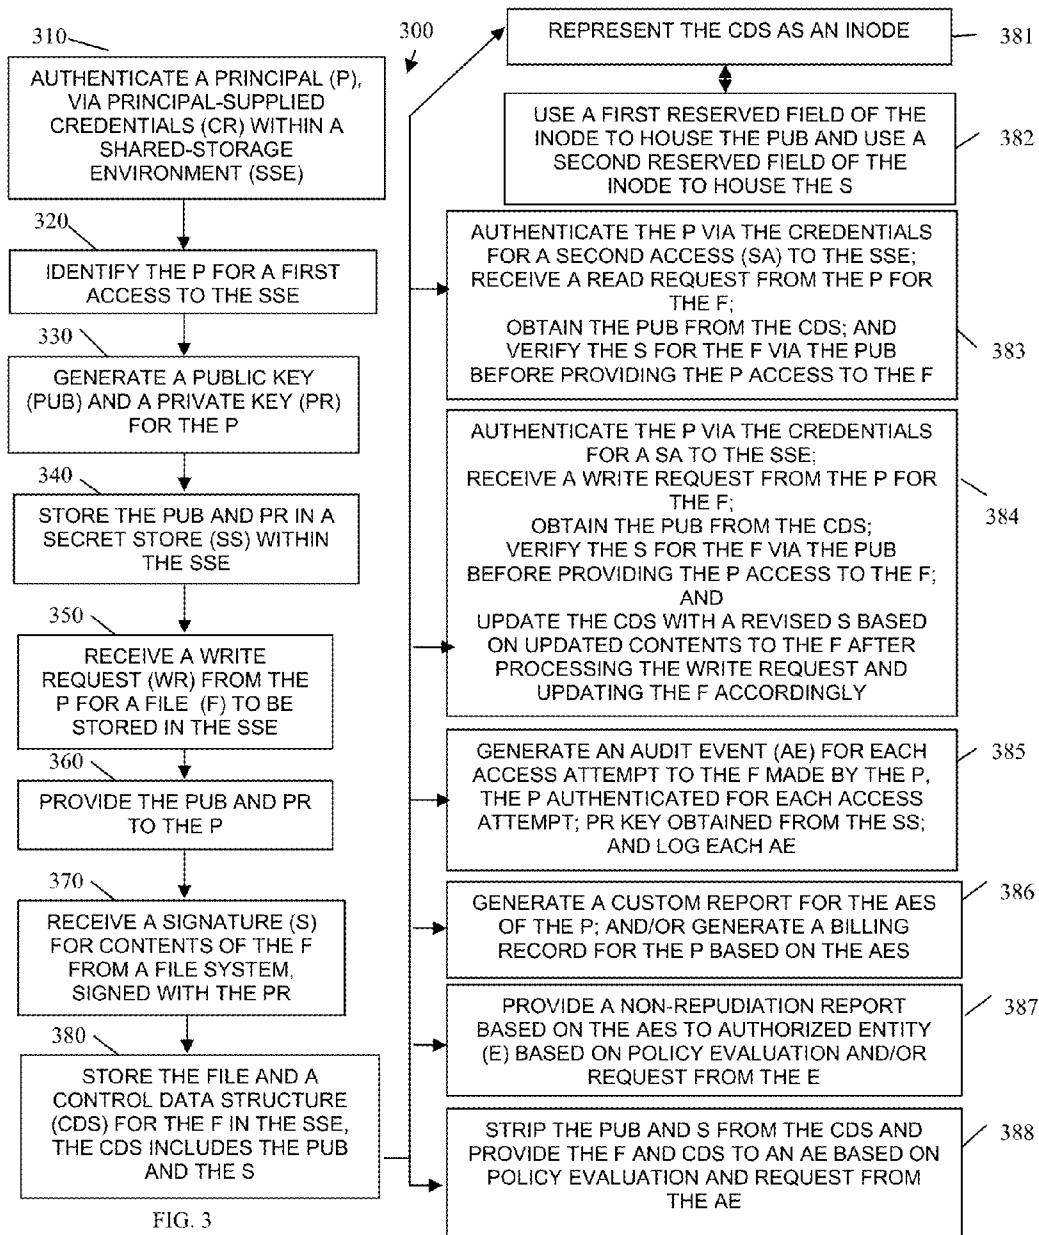 310
AUTHENTICATE A PRINCIPAL (P),
VIA PRINCIPAL-SUPPLIED
CREDENTIALS (CR) WITHIN A
SHARED-STORAGE
ENVIRONMENT (SSE)
320
IDENTIFY THE P FOR A FIRST
ACCESS TO THE SSE
330
GENERATE A PUBLIC KEY
(PUB) AND A PRIVATE KEY (PR)
FOR THE P
340
STORE THE PUB AND PR IN A
SECRET STORE (SS) WITHIN
THE SSE
350
RECEIVE A WRITE
REQUEST (WR) FROM THE
P FOR A FILE (F) TO BE
STORED IN THE SSE
360
PROVIDE THE PUB AND PR
TO THE P
370
RECEIVE A SIGNATURE (S)
FOR CONTENTS OF THE F
FROM A FILE SYSTEM,
SIGNED WITH THE PR
380
STORE THE FILE AND A
CONTROL DATA STRUCTURE
(CDS) FOR THE F IN THE SSE,
THE CDS INCLUDES THE PUB
AND THE S
FIG. 3
300
REPRESENT THE CDS AS AN INODE
381
USE A FIRST RESERVED FIELD OF THE
INODE TO HOUSE THE PUB AND USE A
SECOND RESERVED FIELD OF THE
INODE TO HOUSE THE S
382
AUTHENTICATE THE P VIA THE CREDENTIALS
FOR A SECOND ACCESS (SA) TO THE SSE;
RECEIVE A READ REQUEST FROM THE P FOR
THE F;
OBTAIN THE PUB FROM THE CDS; AND
VERIFY THE S FOR THE F VIA THE PUB
BEFORE PROVIDING THE P ACCESS TO THE F
383
AUTHENTICATE THE P VIA THE CREDENTIALS
FOR A SA TO THE SSE;
RECEIVE A WRITE REQUEST FROM THE P FOR
THE F;
OBTAIN THE PUB FROM THE CDS;
VERIFY THE S FOR THE F VIA THE PUB
BEFORE PROVIDING THE P ACCESS TO THE F;
AND
UPDATE THE CDS WITH A REVISED S BASED
ON UPDATED CONTENTS TO THE F AFTER
PROCESSING THE WRITE REQUEST AND
UPDATING THE F ACCORDINGLY
384
GENERATE AN AUDIT EVENT (AE) FOR EACH
ACCESS ATTEMPT TO THE F MADE BY THE P,
THE P AUTHENTICATED FOR EACH ACCESS
ATTEMPT; PR KEY OBTAINED FROM THE SS;
AND LOG EACH AE
385
GENERATE A CUSTOM REPORT FOR THE AES
OF THE P; AND/OR GENERATE A BILLING
RECORD FOR THE P BASED ON THE AES
386
PROVIDE A NON-REPUDIATION REPORT
BASED ON THE AES TO AUTHORIZED ENTITY
(E) BASED ON POLICY EVALUATION AND/OR
REQUEST FROM THE E
387
STRIP THE PUB AND S FROM THE CDS AND
PROVIDE THE F AND CDS TO AN AE BASED ON
POLICY EVALUATION AND REQUEST FROM
THE AE
388